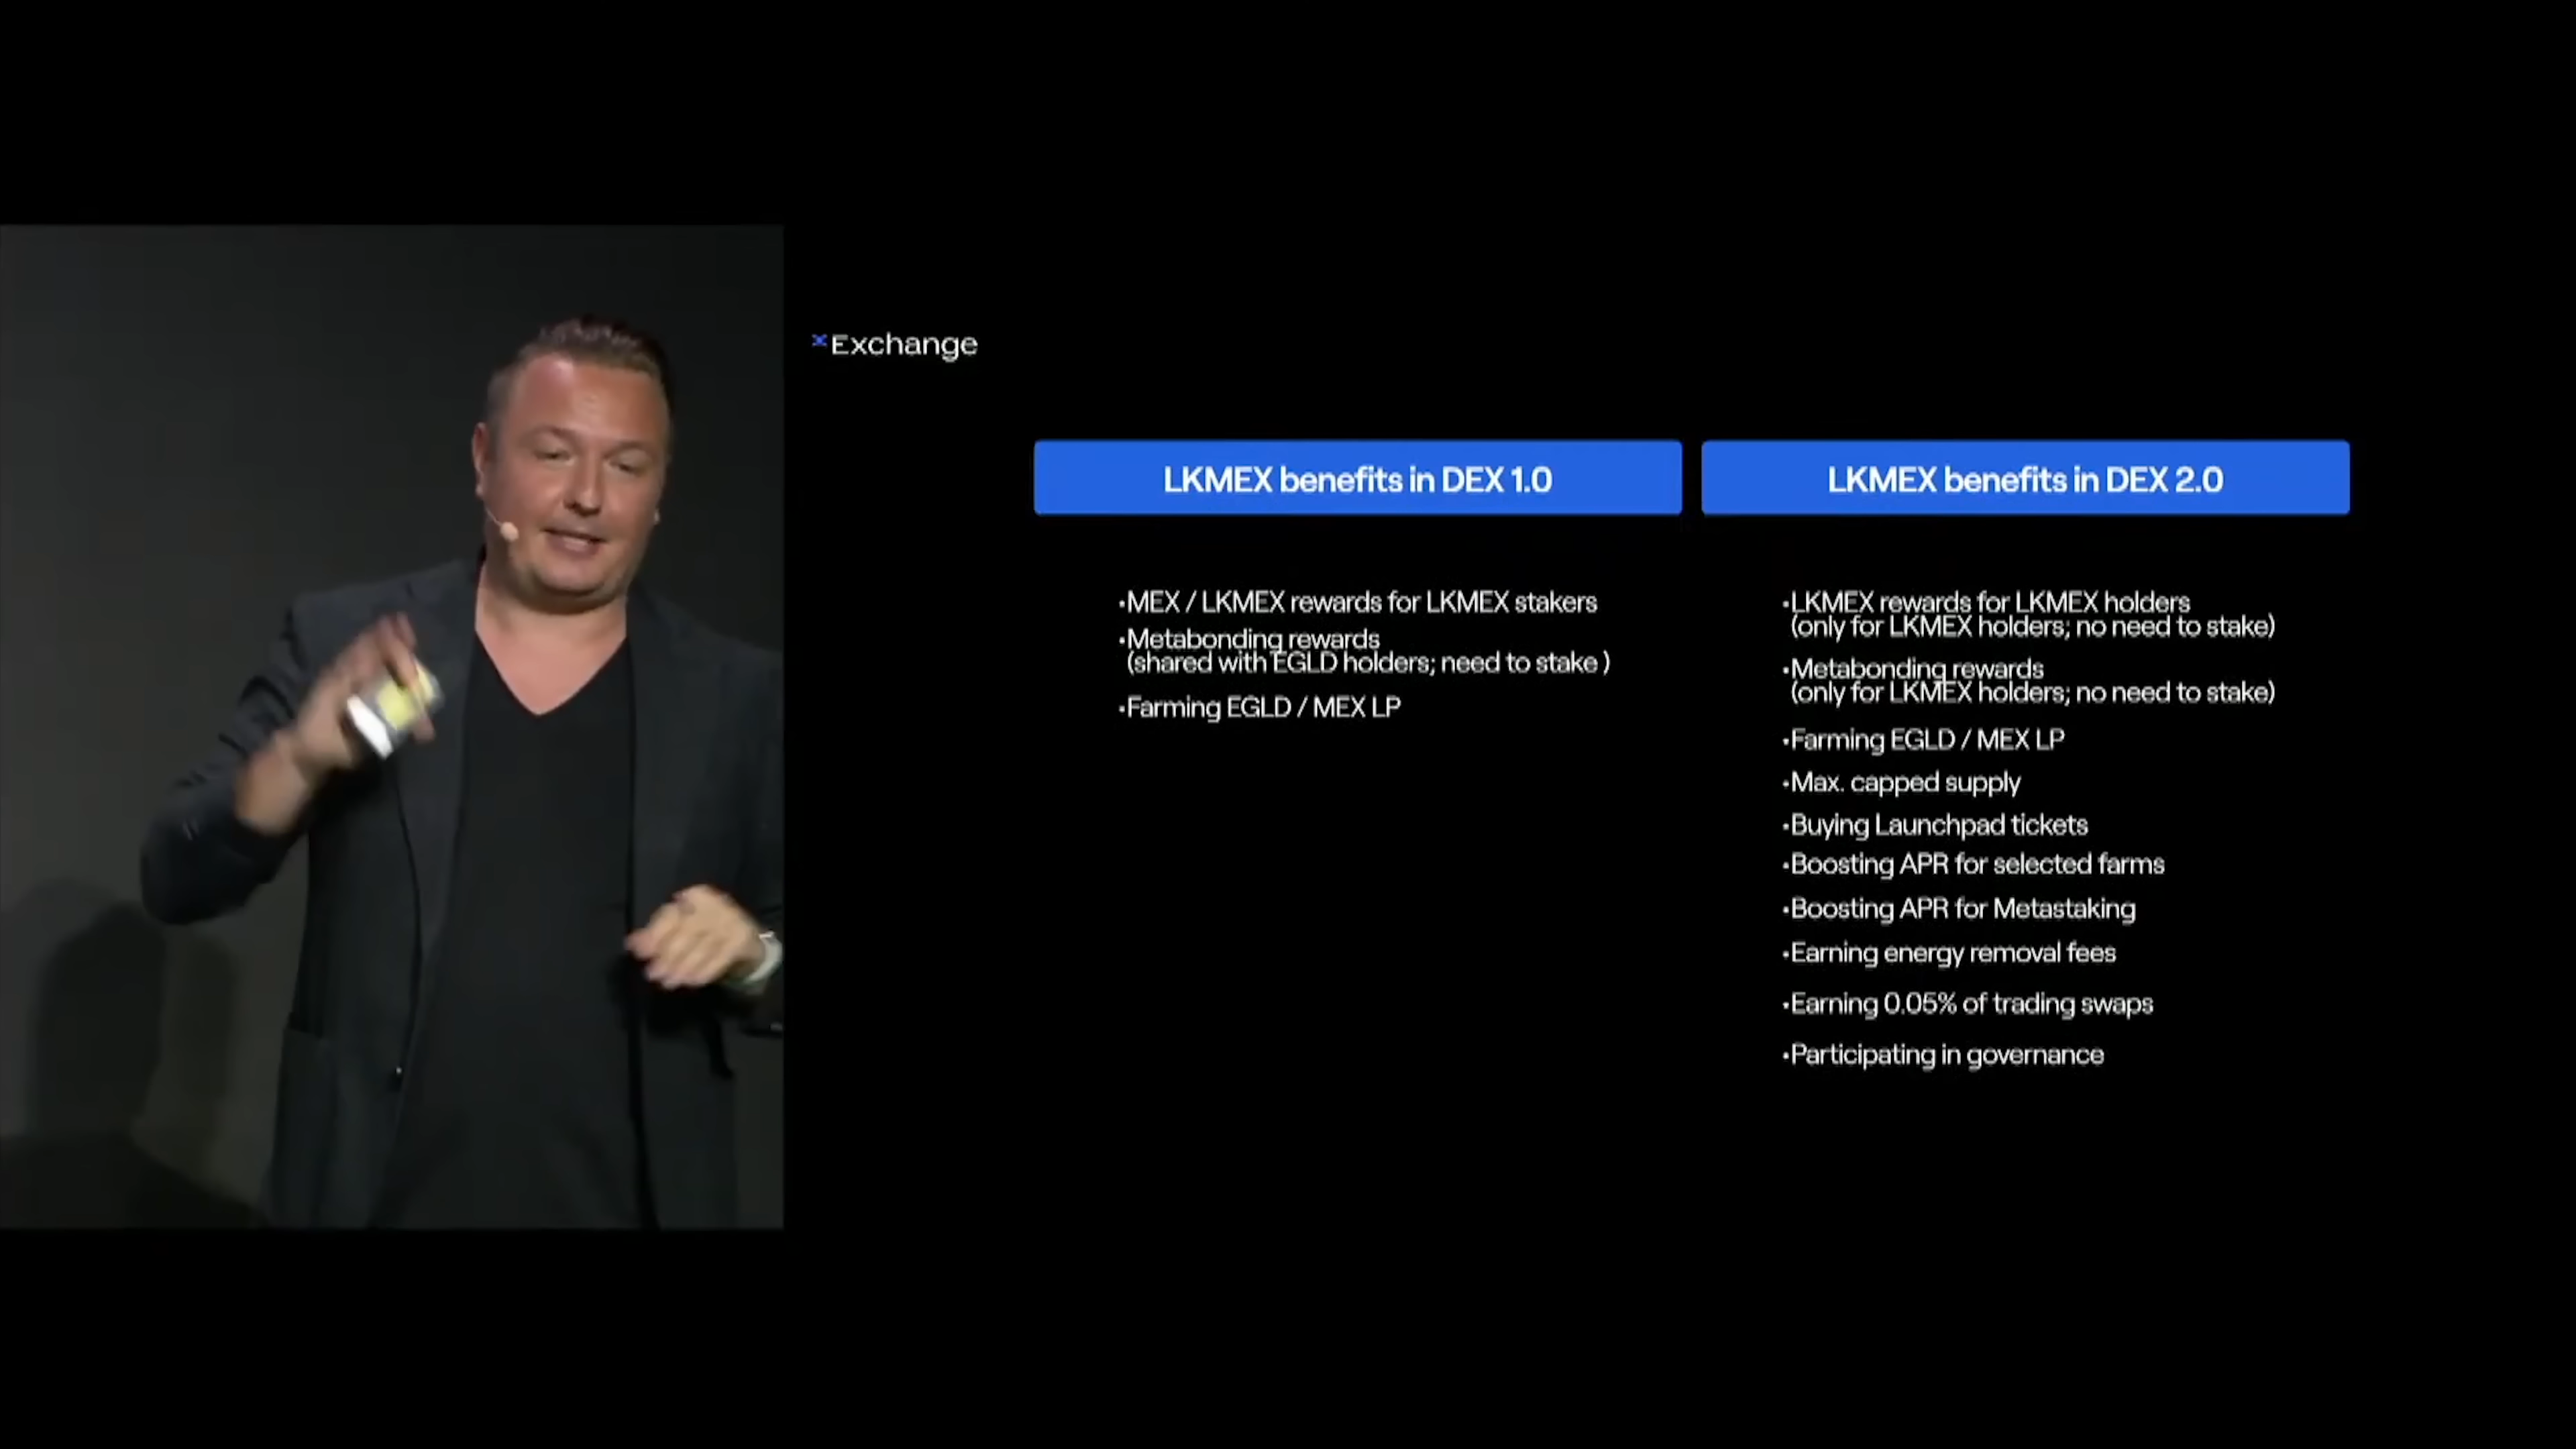 Exchange
LKMEX benefits in DEX 1.0
•MEX / LKMEX rewards for LKMEX stakers
•Metabonding rewards
(shared with EGLD holders; need to stake )
•Farming EGLD / MEX LP
LKMEX benefits in DEX 2.0
•LKMEX rewards for LKMEX holders
(only for LKMEX holders; no need to stake)
•Metabonding rewards
(only for LKMEX holders; no need to stake)
•Farming EGLD / MEX LP
•Max. capped supply
•Buying Launchpad tickets
•Boosting APR for selected farms
•Boosting APR for Metastaking
•Earning energy removal fees
•Earning 0.05% of trading swaps
•Participating in governance